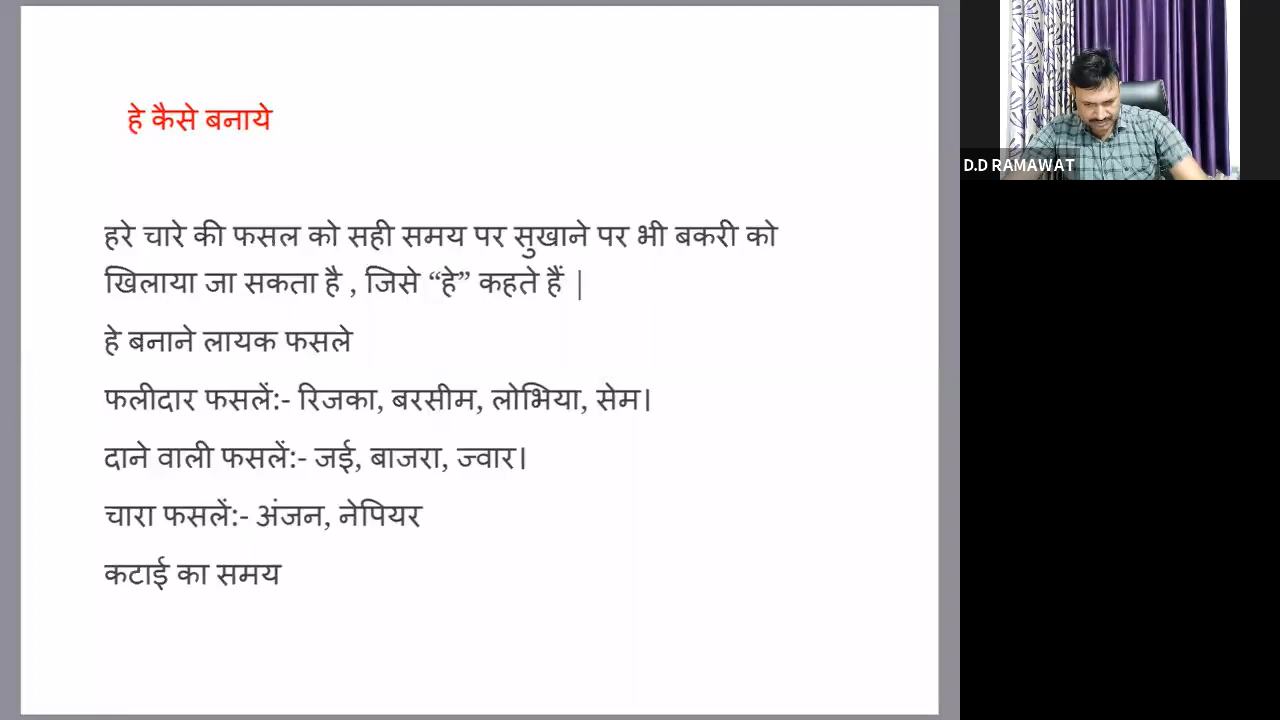 हे कैसे बनाये
हरे चारे की फसल को सही समय पर सुखाने पर भी बकरी को
खिलाया जा सकता है , जिसे “हे” कहते हैं |
हे बनाने लायक फसले
फलीदार फसलें:- रिजका, बरसीम, लोभिया, सेम।
दाने वाली फसलें:- जई, बाजरा, ज्वार।
चारा फसलें:- अंजन, नेपियर
कटाई का समय
D.D RAMAWAT